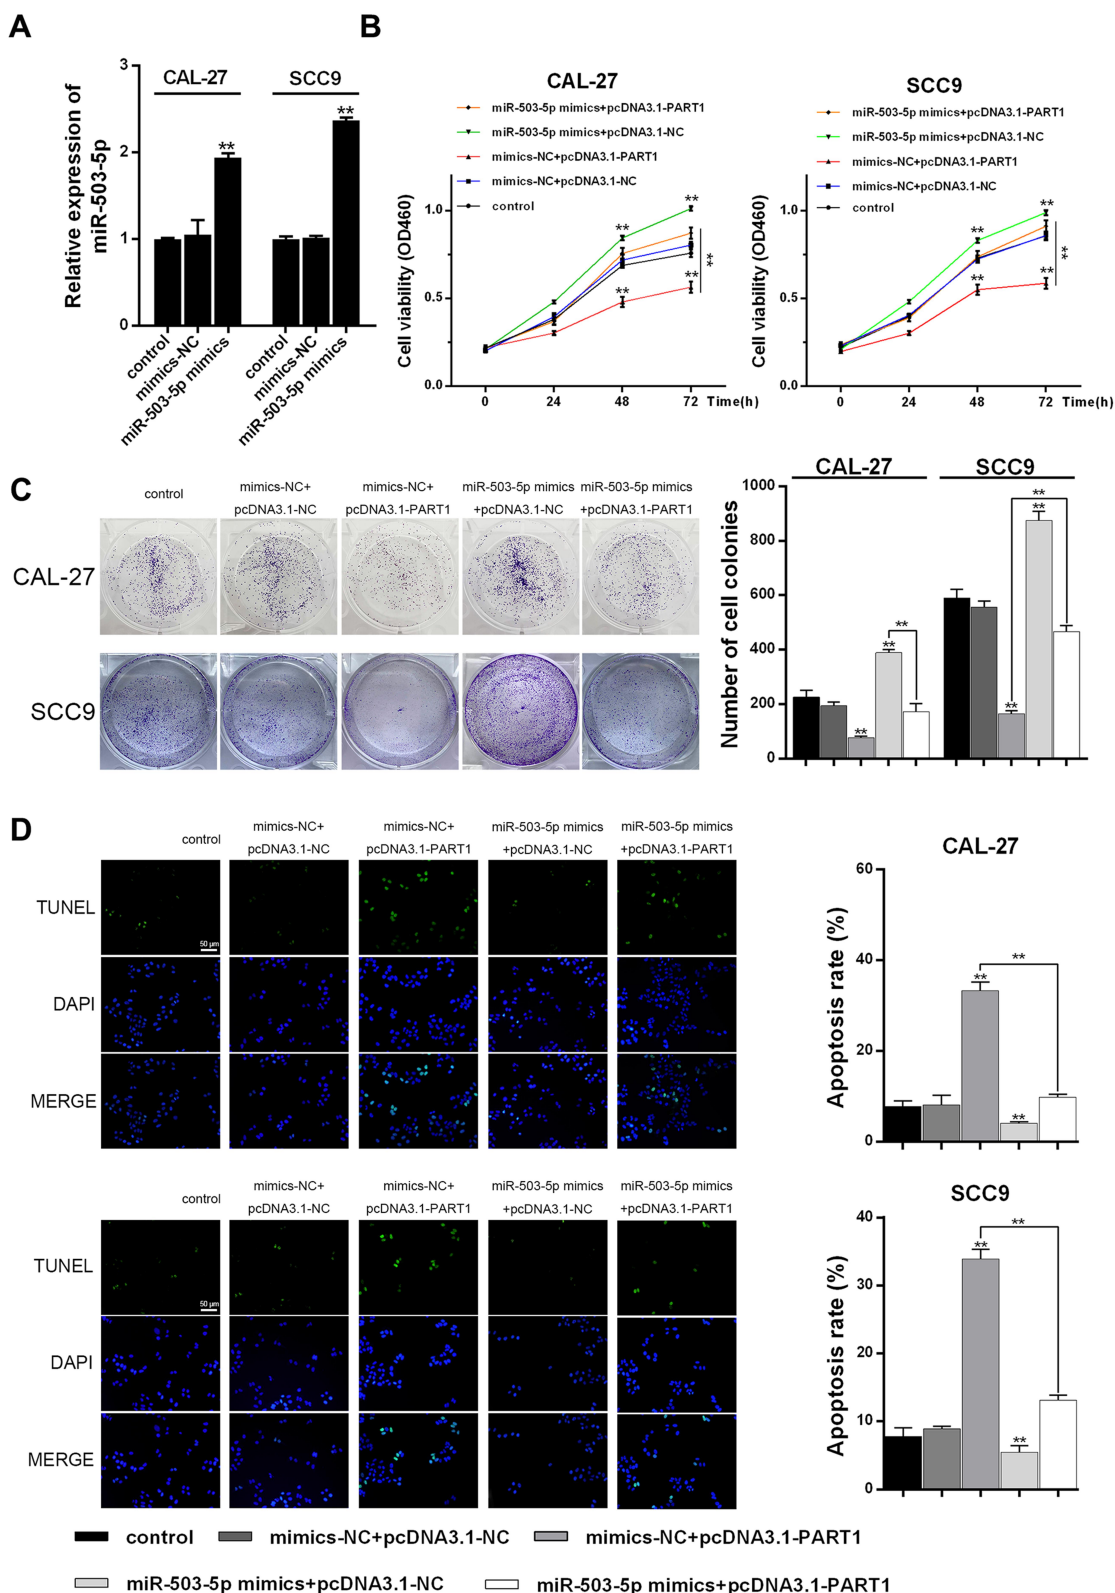 A
Relative expression of
miR-503-5p
3
2
1
0
CAL-27
SCC9
**
**
control
mimics-NC
miR-503-5p mimics
control
mimics-NC
miR-503-5p mimics
B
CAL-27
miR-503-5p mimics+pcDNA3.1-PART1
miR-503-5p mimics+pcDNA3.1-NC
mimics-NC+pcDNA3.1-PART1
mimics-NC+pcDNA3.1-NC
control
Cell viability (OD460)
1.0
0.5
0.0
**
**
**
**
**
0 24 48 72 Time(h)
SCC9
miR-503-5p mimics+pcDNA3.1-PART1
miR-503-5p mimics+pcDNA3.1-NC
mimics-NC+pcDNA3.1-PART1
mimics-NC+pcDNA3.1-NC
control
Cell viability (OD460)
1.0
0.5
0.0
**
**
**
**
**
0 24 48 72 Time(h)
C
control
mimics-NC+
pcDNA3.1-NC
mimics-NC+
pcDNA3.1-PART1
miR-503-5p mimics
+pcDNA3.1-NC
miR-503-5p mimics
+pcDNA3.1-PART1
CAL-27
SCC9
CAL-27
SCC9
Number of cell colonies
1000
800
600
400
200
0
**
**
**
**
**
**
D
control
mimics-NC+
pcDNA3.1-NC
mimics-NC+
pcDNA3.1-PART1
miR-503-5p mimics
+pcDNA3.1-NC
miR-503-5p mimics
+pcDNA3.1-PART1
TUNEL
50 μm
DAPI
MERGE
CAL-27
Apoptosis rate (%)
60
40
20
0
**
**
**
control
mimics-NC+
pcDNA3.1-NC
mimics-NC+
pcDNA3.1-PART1
miR-503-5p mimics
+pcDNA3.1-NC
miR-503-5p mimics
+pcDNA3.1-PART1
TUNEL
50 μm
DAPI
MERGE
SCC9
Apoptosis rate (%)
40
30
20
10
0
**
**
**
control
mimics-NC+pcDNA3.1-NC
mimics-NC+pcDNA3.1-PART1
miR-503-5p mimics+pcDNA3.1-NC
miR-503-5p mimics+pcDNA3.1-PART1